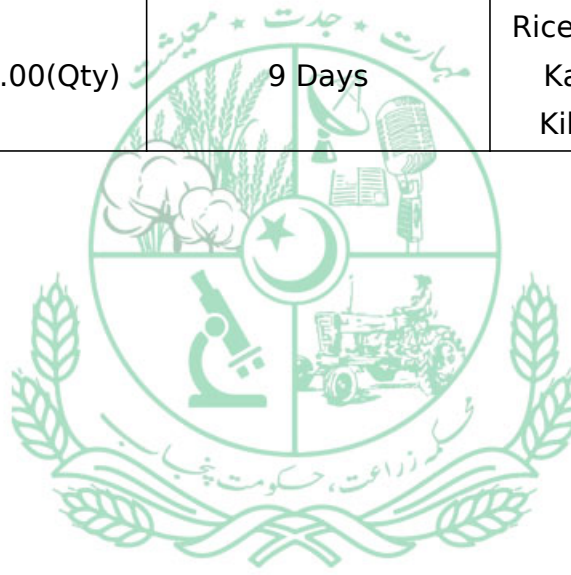 مہارت ٭ جدت ٭ معیشت
Rice
.00(Qty) 9 Days Ka
Kil
محکمہ زراعت، حکومت پنجاب